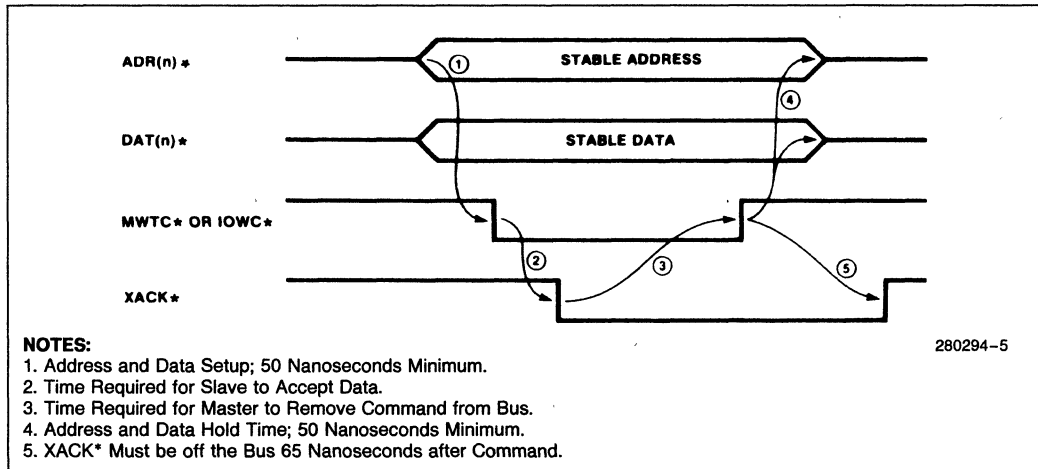 ADR(n)*
① STABLE ADDRESS
④
DAT(n)*
STABLE DATA
MWTC* OR IOWC*
② ③ ⑤
XACK*
NOTES:
280294–5
1. Address and Data Setup; 50 Nanoseconds Minimum.
2. Time Required for Slave to Accept Data.
3. Time Required for Master to Remove Command from Bus.
4. Address and Data Hold Time; 50 Nanoseconds Minimum.
5. XACK* Must be off the Bus 65 Nanoseconds after Command.